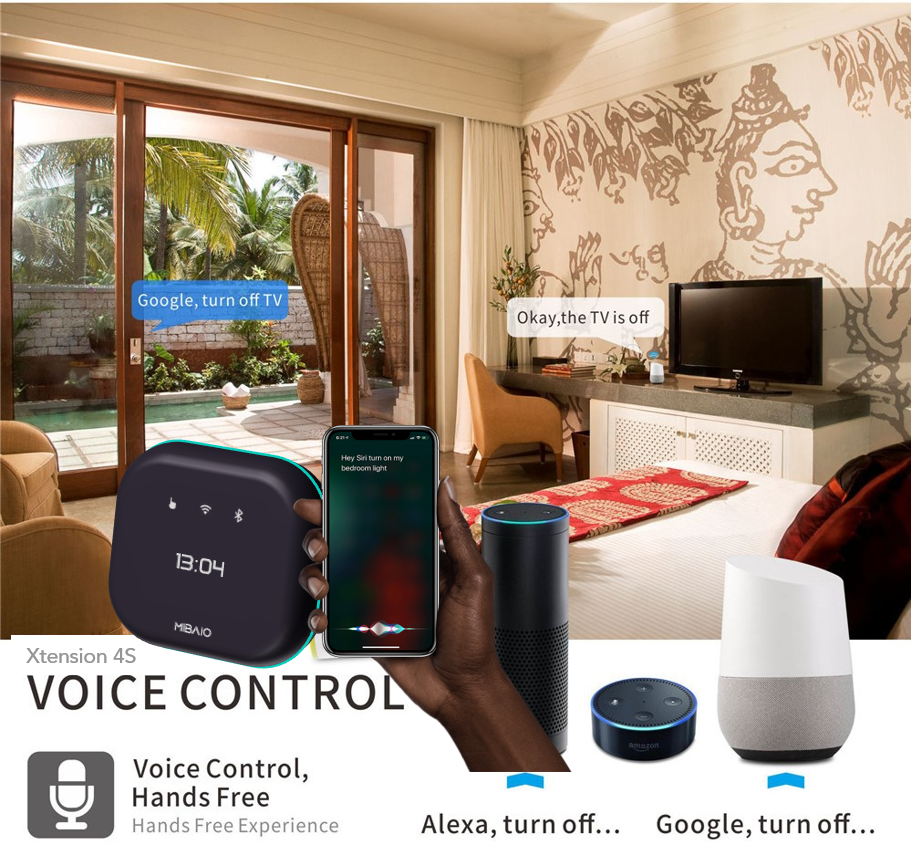 Google, turn off TV
Okay,the TV is off
Hey Siri turn on my
bedroom light
13:04
MIBAIO
Xtension 4S
VOICE CONTROL
amazon
Voice Control,
Hands Free
Hands Free Experience
Alexa, turn off...
Google, turn off...